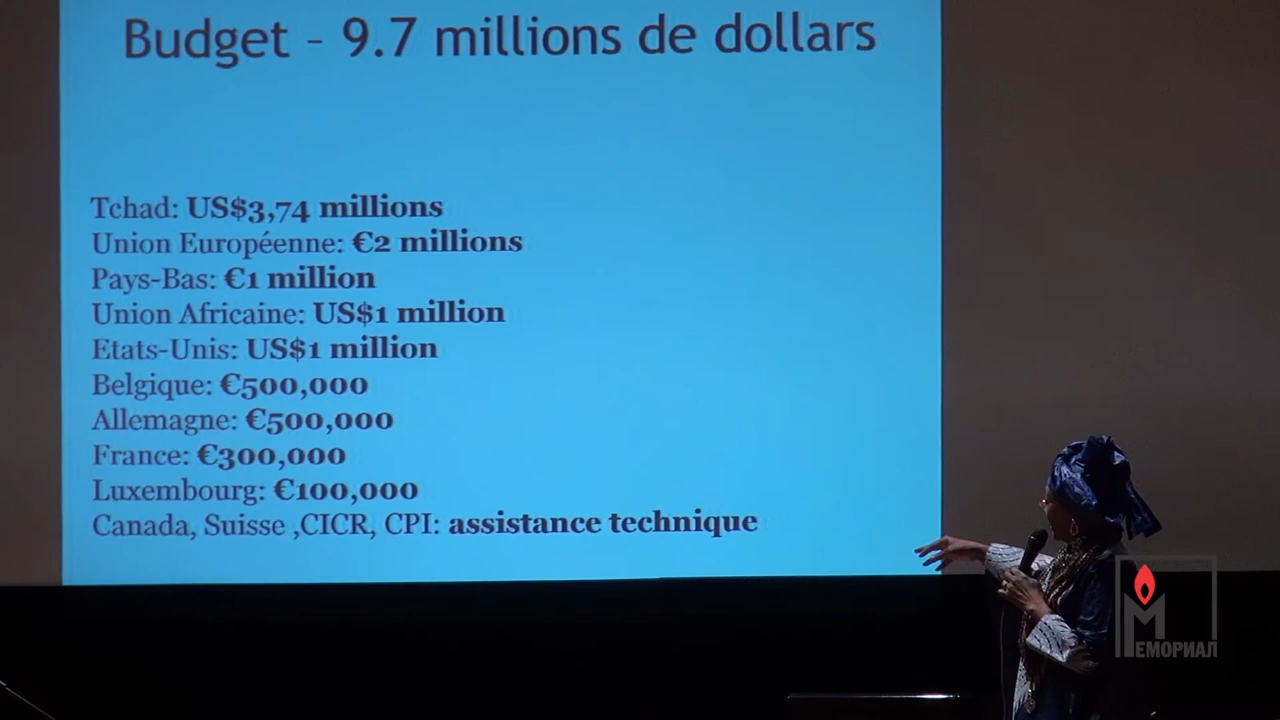 Budget – 9.7 millions de dollars
Tchad: US$3,74 millions
Union Européenne: €2 millions
Pays-Bas: €1 million
Union Africaine: US$1 million
Etats-Unis: US$1 million
Belgique: €500,000
Allemagne: €500,000
France: €300,000
Luxembourg: €100,000
Canada, Suisse ,CICR, CPI: assistance technique
МЕМОРИАЛ